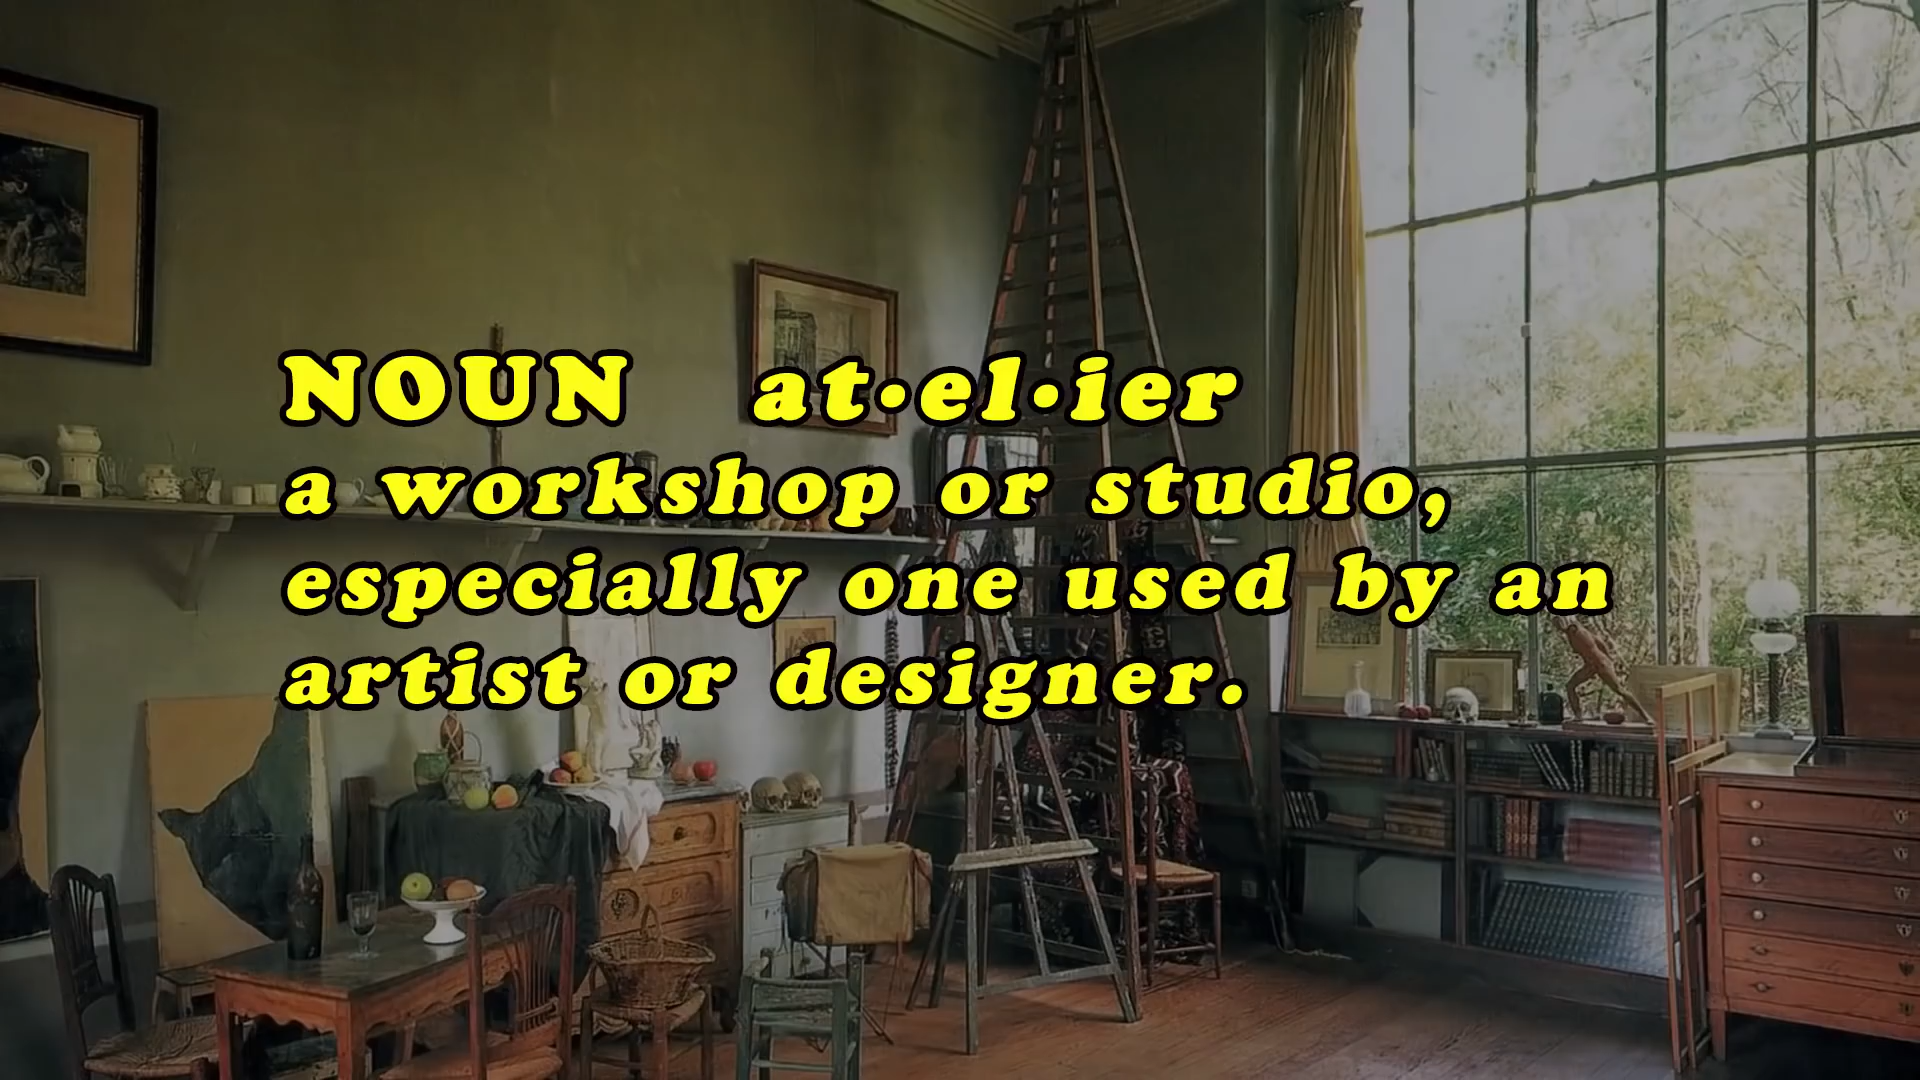 NOUN at·el·ier
a workshop or studio,
especially one used by an
artist or designer.